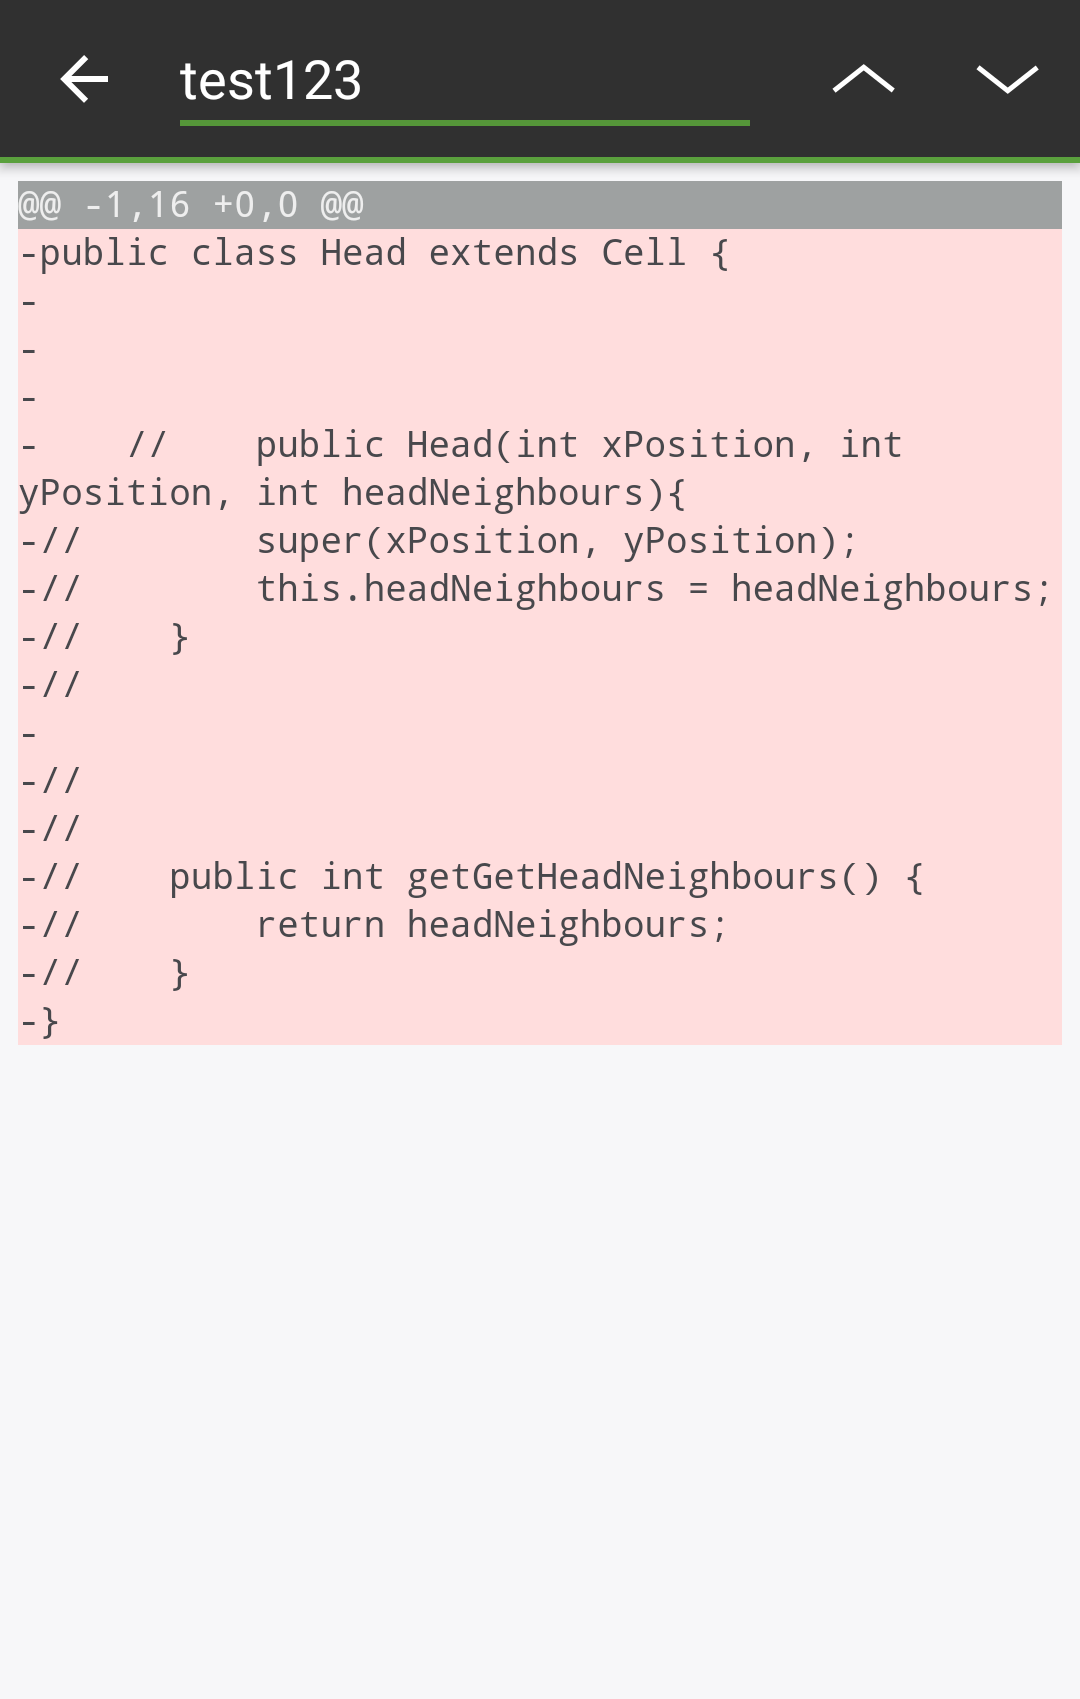 test123
@@ -1,16 +0,0 @@
-public class Head extends Cell {
-
-
-
-    //    public Head(int xPosition, int
yPosition, int headNeighbours){
-//        super(xPosition, yPosition);
-//        this.headNeighbours = headNeighbours;
-//    }
-//
-
-//
-//
-//    public int getGetHeadNeighbours() {
-//        return headNeighbours;
-//    }
-}